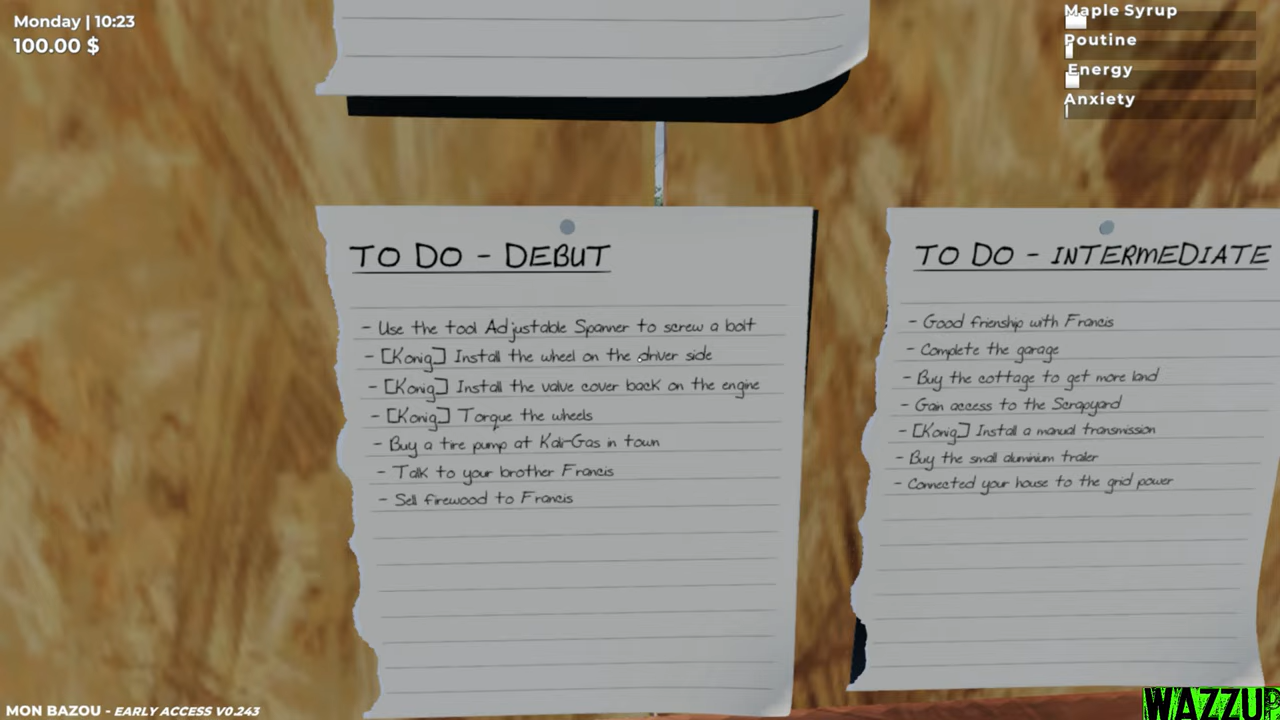 Monday | 10:23
100.00 $
Maple Syrup
Poutine
Energy
Anxiety
TO DO - DEBUT
- Use the tool Adjustable Spanner to screw a bolt
- [Konig] Install the wheel on the driver side
- [Konig] Install the valve cover back on the engine
- [Konig] Torque the wheels
- Buy a tire pump at Kdi-Gas in town
- Talk to your brother Francis
- Sell firewood to Francis
TO DO - INTERMEDIATE
- Good frienship with Francis
- Complete the garage
- Buy the cottage to get more land
- Gain access to the Scrapyard
- [Konig] Install a manual transmission
- Buy the small aluminium trailer
- Connected your house to the grid power
MON BAZOU - EARLY ACCESS V0.243
WAZZUP